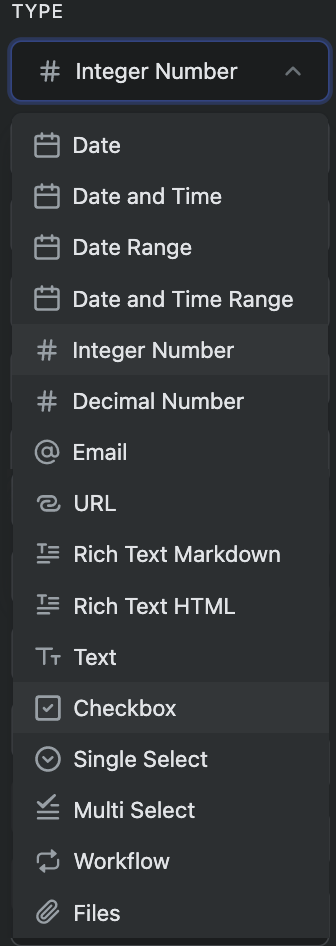 TYPE
Integer Number
Date
Date and Time
Date Range
Date and Time Range
Integer Number
Decimal Number
Email
URL
Rich Text Markdown
Rich Text HTML
Text
Checkbox
Single Select
Multi Select
Workflow
Files